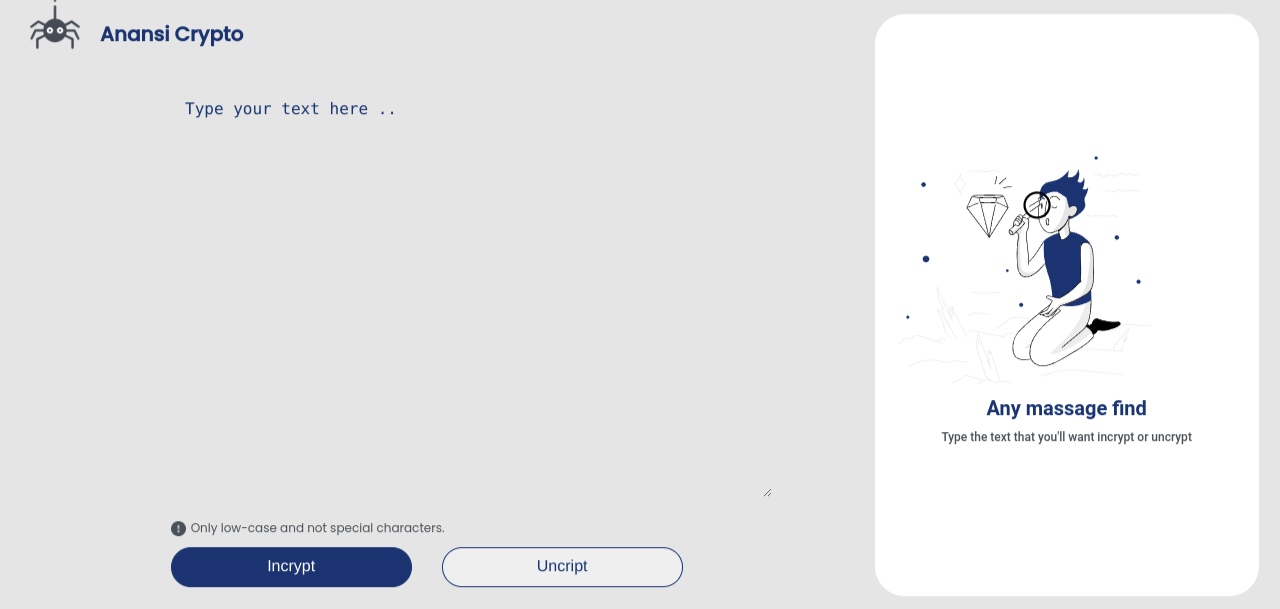 Anansi Crypto
Type your text here ..
Only low-case and not special characters.
Incrypt
Uncript
Any massage find
Type the text that you'll want incrypt or uncrypt